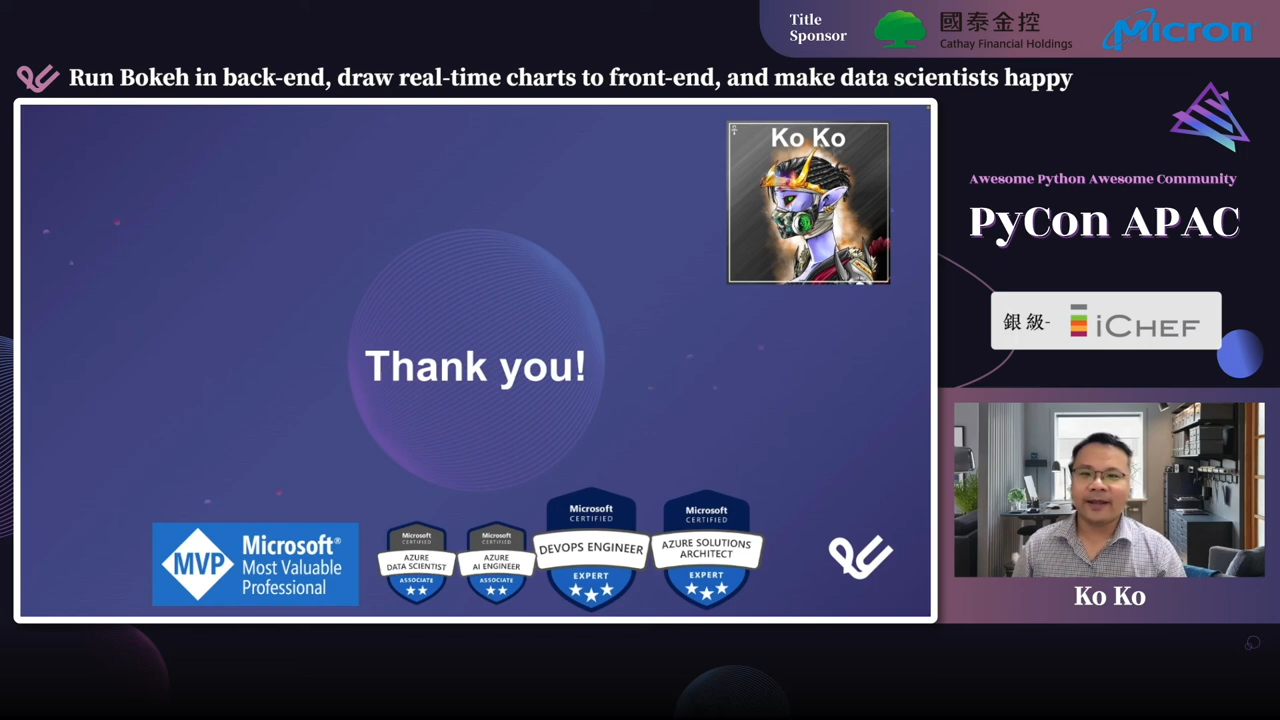 Title
Sponsor
國泰金控
Cathay Financial Holdings
Micron
Run Bokeh in back-end, draw real-time charts to front-end, and make data scientists happy
Ko Ko
Awesome Python Awesome Community
PyCon APAC
銀級-
iCHEF
Thank you!
MVP
Microsoft®
Most Valuable
Professional
Microsoft
CERTIFIED
AZURE
DATA SCIENTIST
ASSOCIATE
Microsoft
CERTIFIED
AZURE
AI ENGINEER
ASSOCIATE
Microsoft
CERTIFIED
DEVOPS ENGINEER
EXPERT
Microsoft
CERTIFIED
AZURE SOLUTIONS
ARCHITECT
EXPERT
Ko Ko